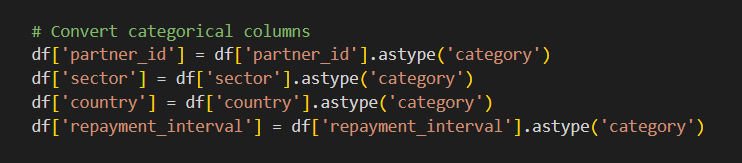 # Convert categorical columns
df['partner_id'] = df['partner_id'].astype('category')
df['sector'] = df['sector'].astype('category')
df['country'] = df['country'].astype('category')
df['repayment_interval'] = df['repayment_interval'].astype('category')